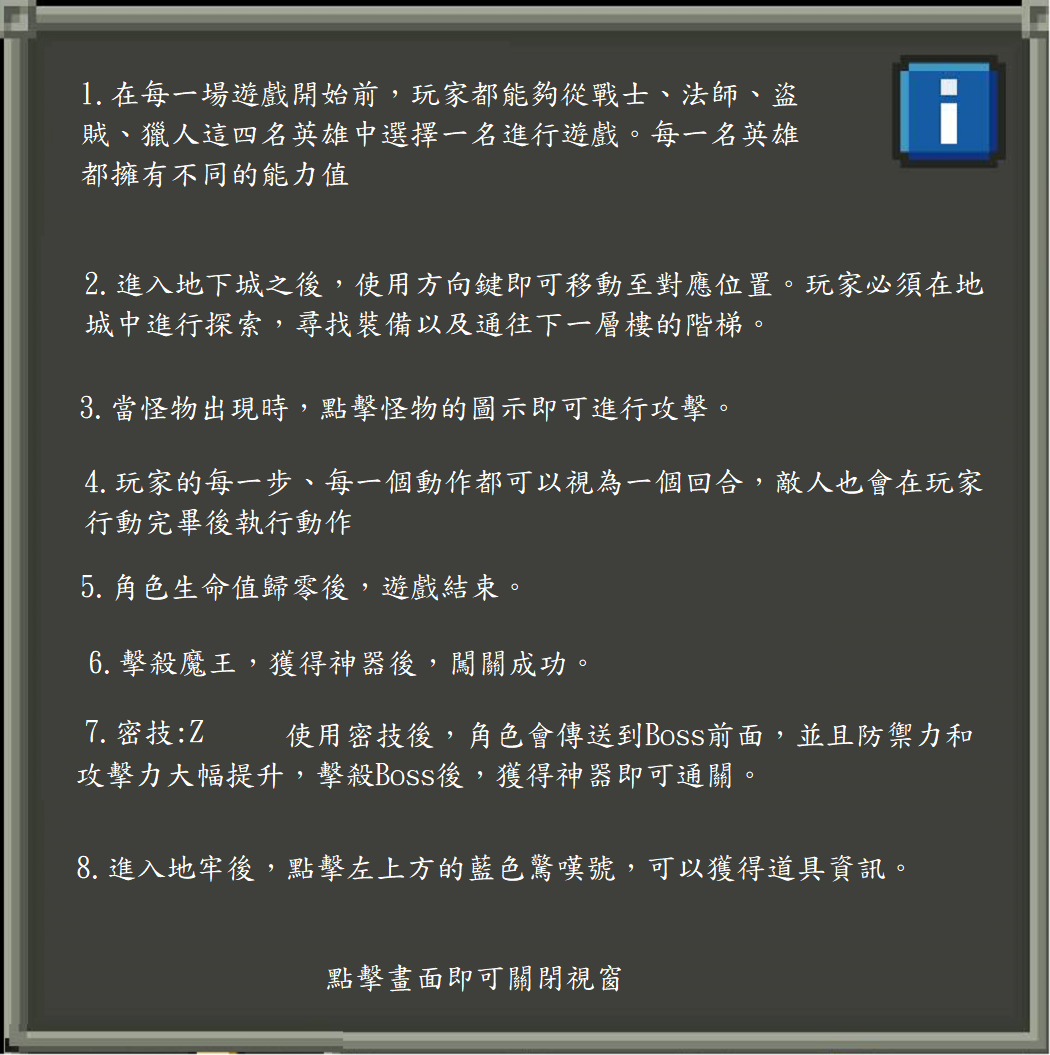 1.在每一場遊戲開始前，玩家都能夠從戰士、法師、盜
賊、獵人這四名英雄中選擇一名進行遊戲。每一名英雄
都擁有不同的能力值
2.進入地下城之後，使用方向鍵即可移動至對應位置。玩家必須在地
城中進行探索，尋找裝備以及通往下一層樓的階梯。
3.當怪物出現時，點擊怪物的圖示即可進行攻擊。
4.玩家的每一步、每一個動作都可以視為一個回合，敵人也會在玩家
行動完畢後執行動作
5.角色生命值歸零後，遊戲結束。
6.擊殺魔王，獲得神器後，闖關成功。
7.密技:Z 使用密技後，角色會傳送到Boss前面，並且防禦力和
攻擊力大幅提升，擊殺Boss後，獲得神器即可通關。
8.進入地牢後，點擊左上方的藍色驚嘆號，可以獲得道具資訊。
點擊畫面即可關閉視窗